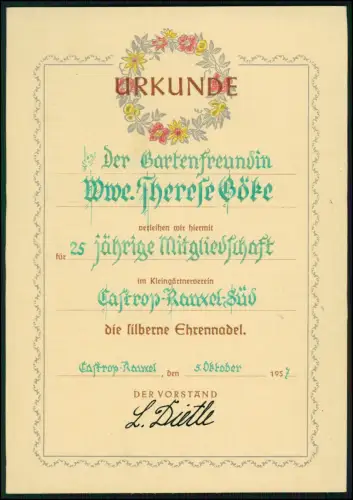 URKUNDE
Der Gartenfreundin
Wwe. Therese Göke
verleihen wir hiermit
für 25 jährige Mitgliedschaft
im Kleingärtnerverein
Castrop-Rauxel-Süd
die silberne Ehrennadel.
Castrop-Rauxel, den 5. Oktober 1957
DER VORSTAND
L. Dietle